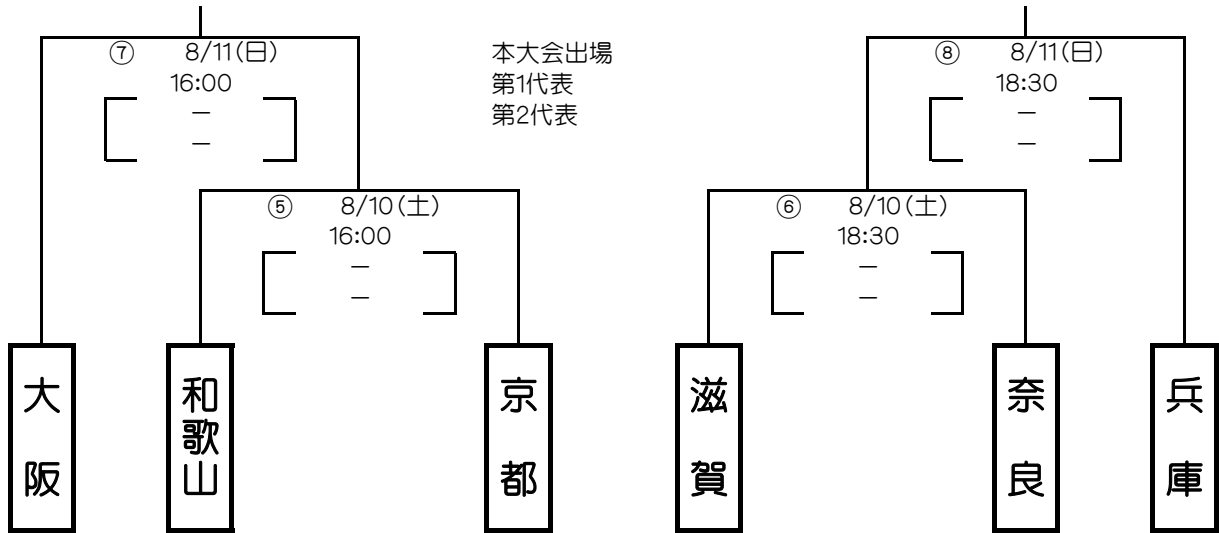 ⑦ 8/11(日)
16:00
－
－
本大会出場
第1代表
第2代表
⑧ 8/11(日)
18:30
－
－
⑤ 8/10(土)
16:00
－
－
⑥ 8/10(土)
18:30
－
－
大阪
和歌山
京都
滋賀
奈良
兵庫